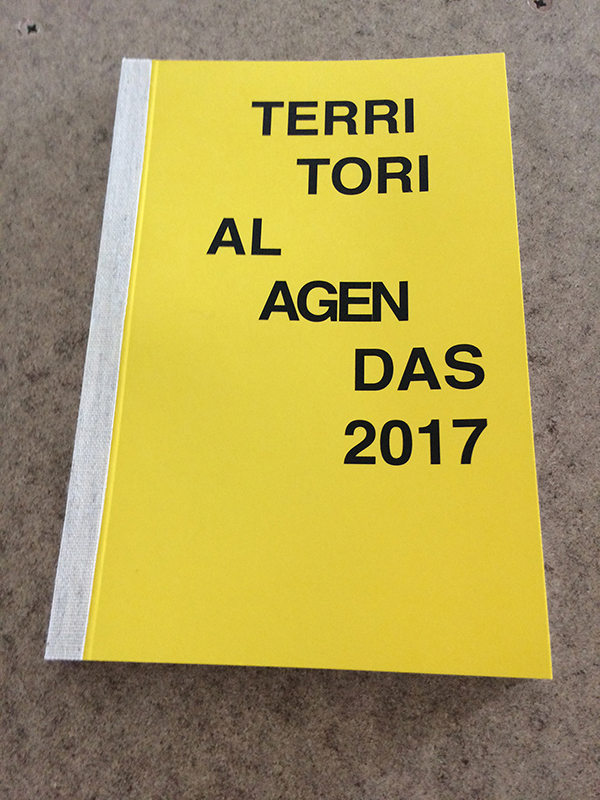 TERRI
TORI
AL
AGEN
DAS
2017